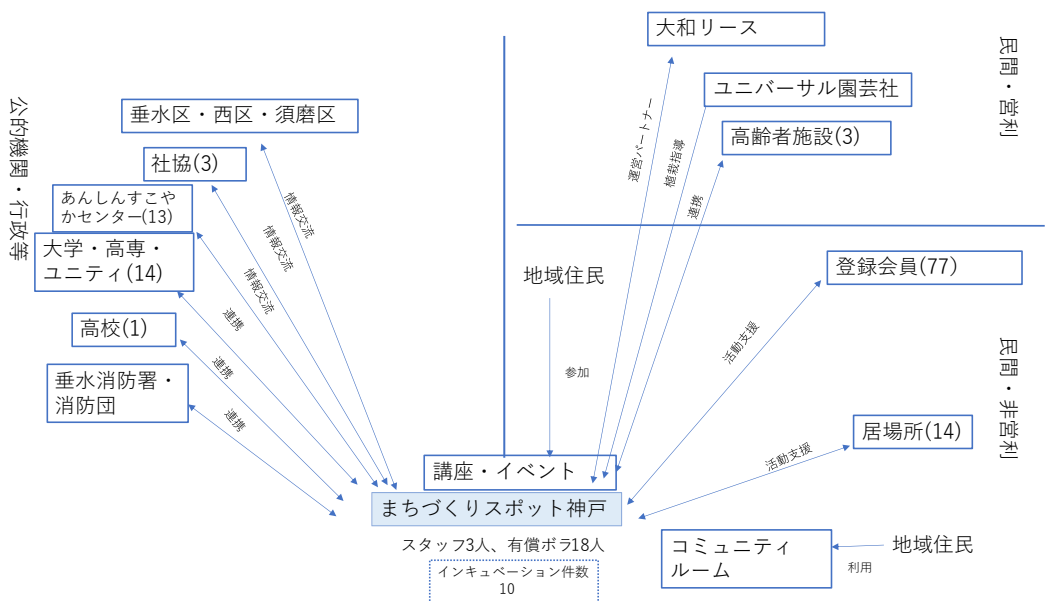 公的機関・行政等
垂水区・西区・須磨区
社協(3)
あんしんすこや
かセンター(13)
大学・高専・
ユニティ(14)
高校(1)
垂水消防署・
消防団
情報交流
情報交流
情報交流
連携
連携
連携
大和リース
ユニバーサル園芸社
高齢者施設(3)
民間・営利
運営パートナー
植栽指導
連携
地域住民
参加
登録会員(77)
活動支援
居場所(14)
活動支援
民間・非営利
講座・イベント
まちづくりスポット神戸
スタッフ3人、有償ボラ18人
インキュベーション件数
10
コミュニティ
ルーム
地域住民
利用